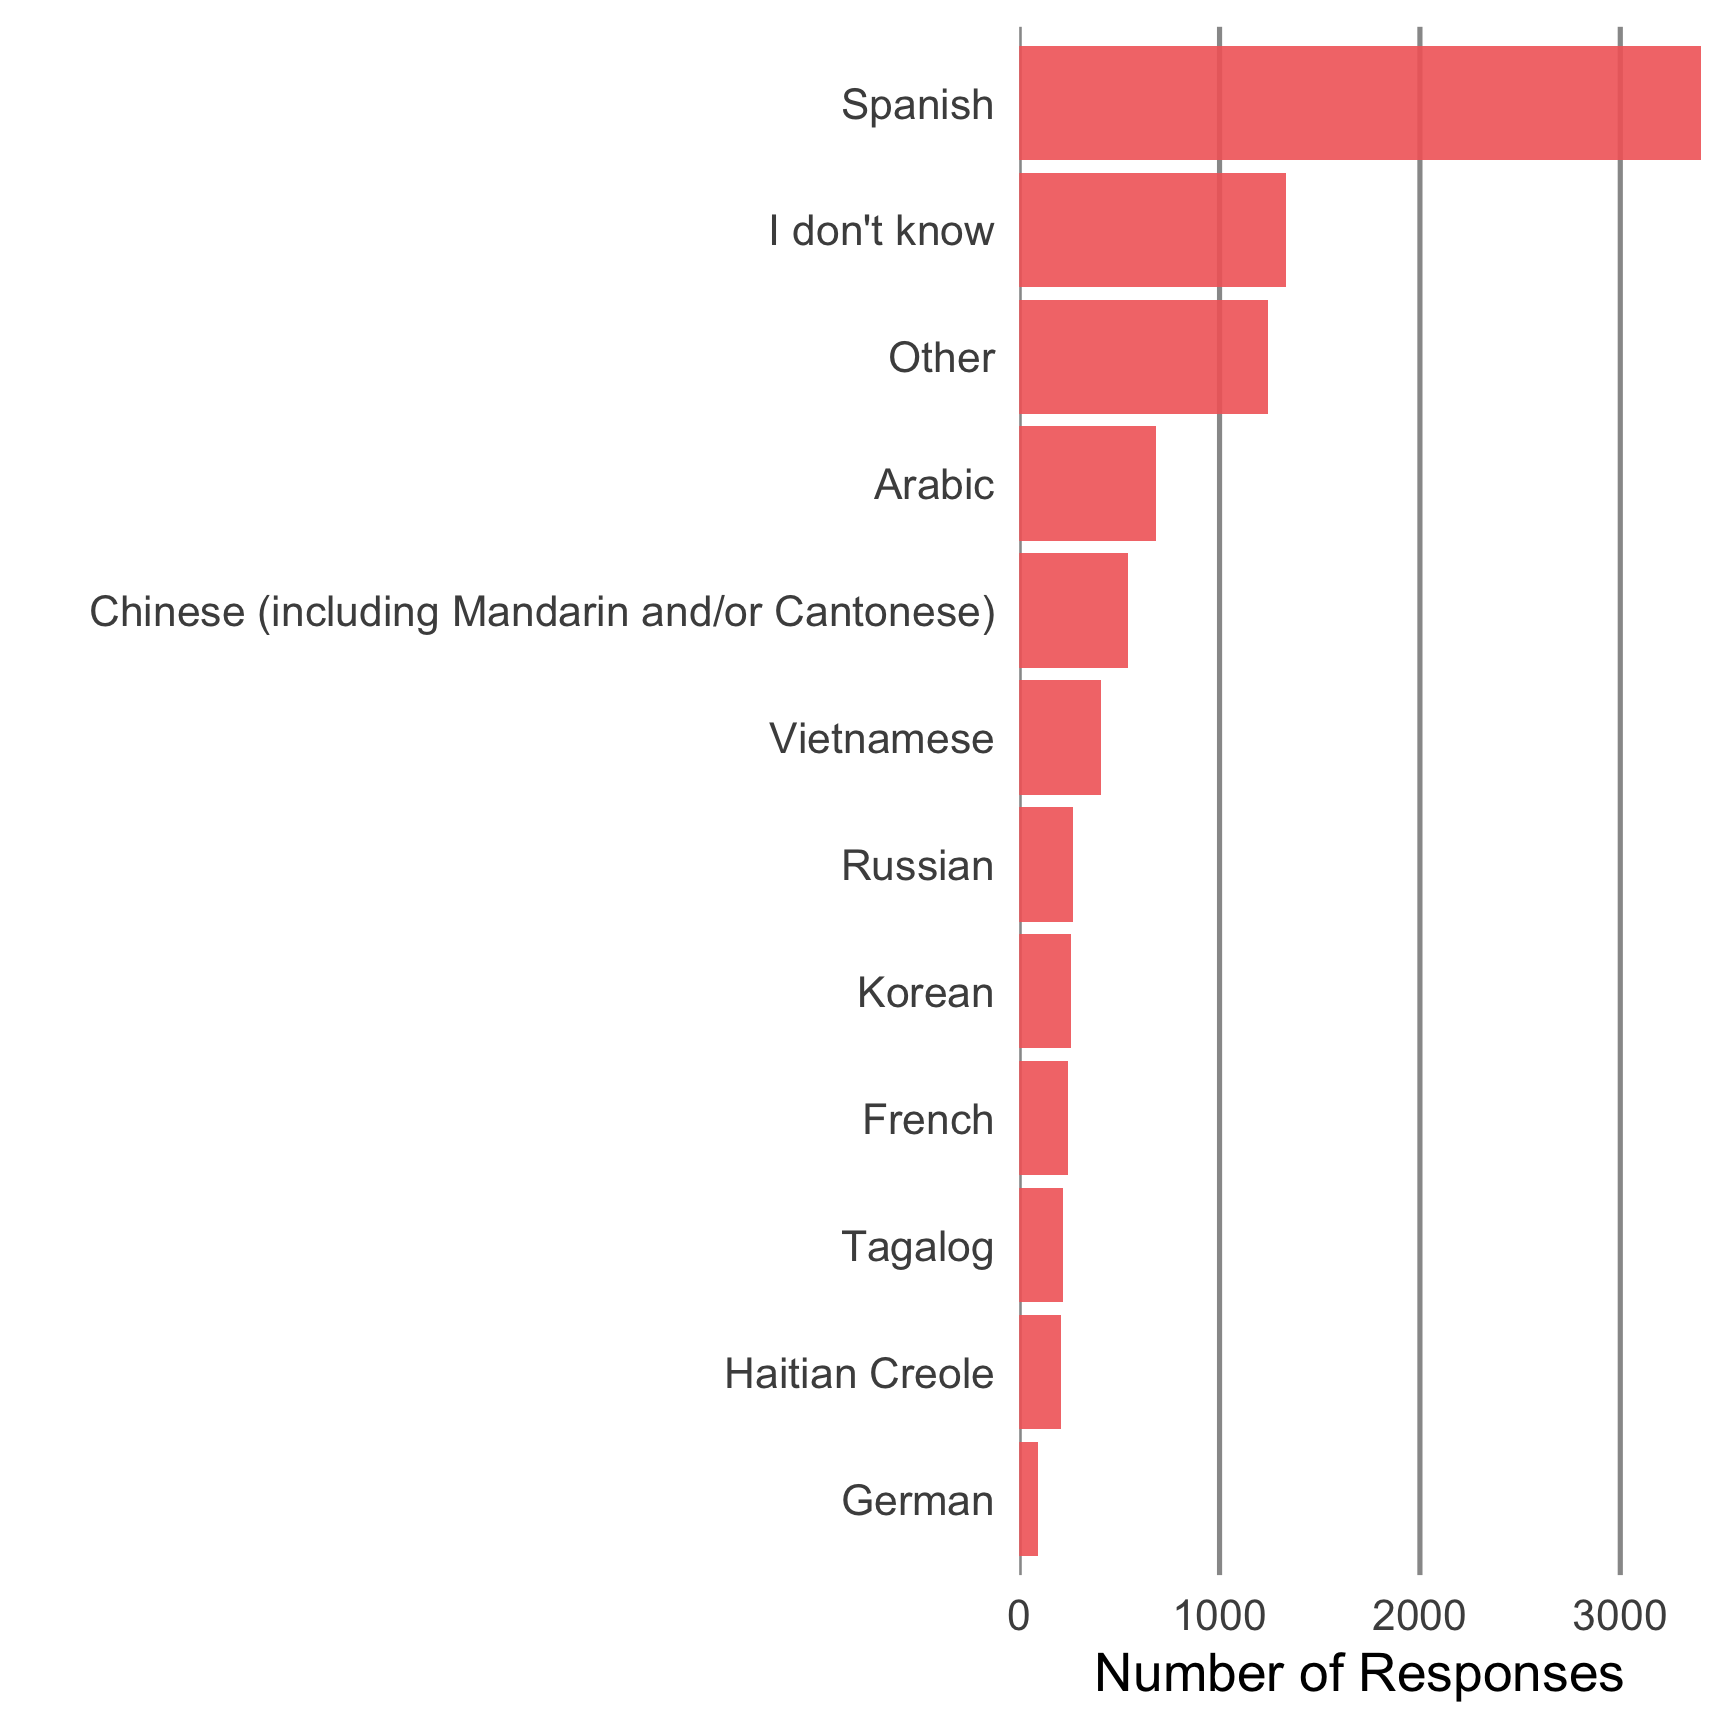 Spanish
I don't know
Other
Arabic
Chinese (including Mandarin and/or Cantonese)
Vietnamese
Russian
Korean
French
Tagalog
Haitian Creole
German
0 1000 2000 3000
Number of Responses